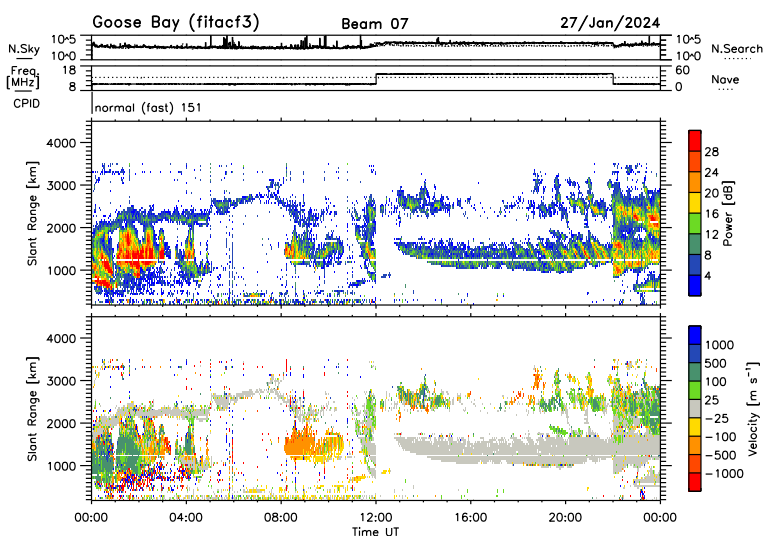 Goose Bay (fitacf3) Beam 07 27/Jan/2024
N.Sky 10^5 10^0 10^5 10^0 N.Search
Freq. [MHz] 18 8 60 0 Nave
CPID normal (fast) 151
Slant Range [km] 4000 3000 2000 1000
Power [dB] 28 24 20 16 12 8 4
Slant Range [km] 4000 3000 2000 1000
Velocity [m s⁻¹] 1000 500 100 25 −25 −100 −500 −1000
00:00 04:00 08:00 12:00 16:00 20:00 00:00
Time UT